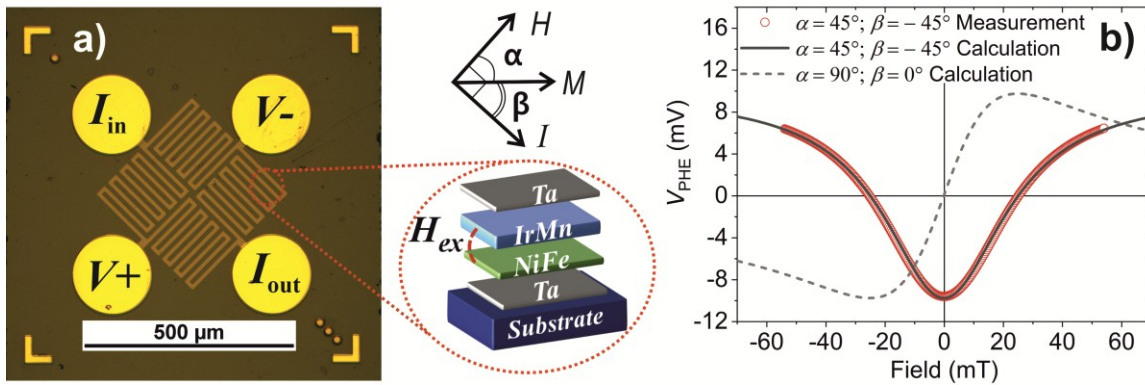 a)
I_in
V-
V+
I_out
500 µm
H
α
M
β
I
Ta
IrMn
H_ex
NiFe
Ta
Substrate
b)
α = 45°; β = – 45° Measurement
α = 45°; β = – 45° Calculation
α = 90°; β = 0° Calculation
V_PHE (mV)
16
12
8
4
0
-4
-8
-12
-60 -40 -20 0 20 40 60
Field (mT)